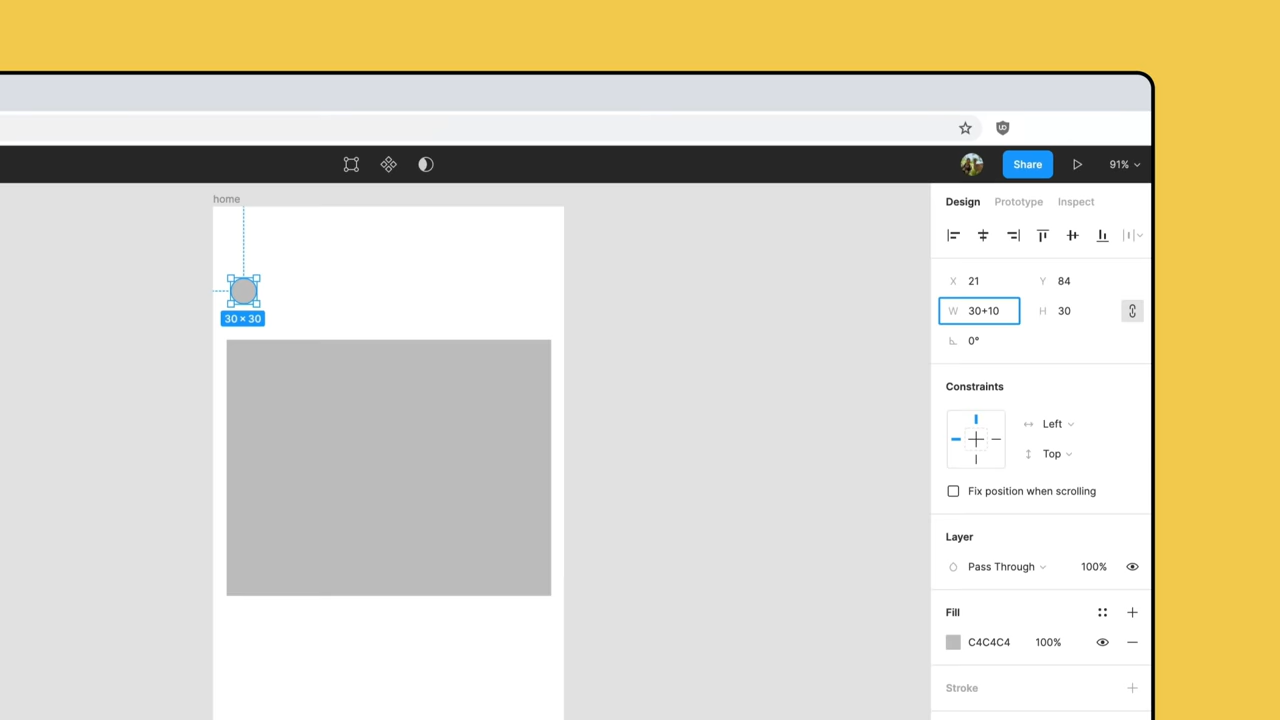 Share
91%
home
Design Prototype Inspect
X 21 Y 84
W 30+10 H 30
0°
30 × 30
Constraints
Left
Top
Fix position when scrolling
Layer
Pass Through 100%
Fill
C4C4C4 100%
Stroke